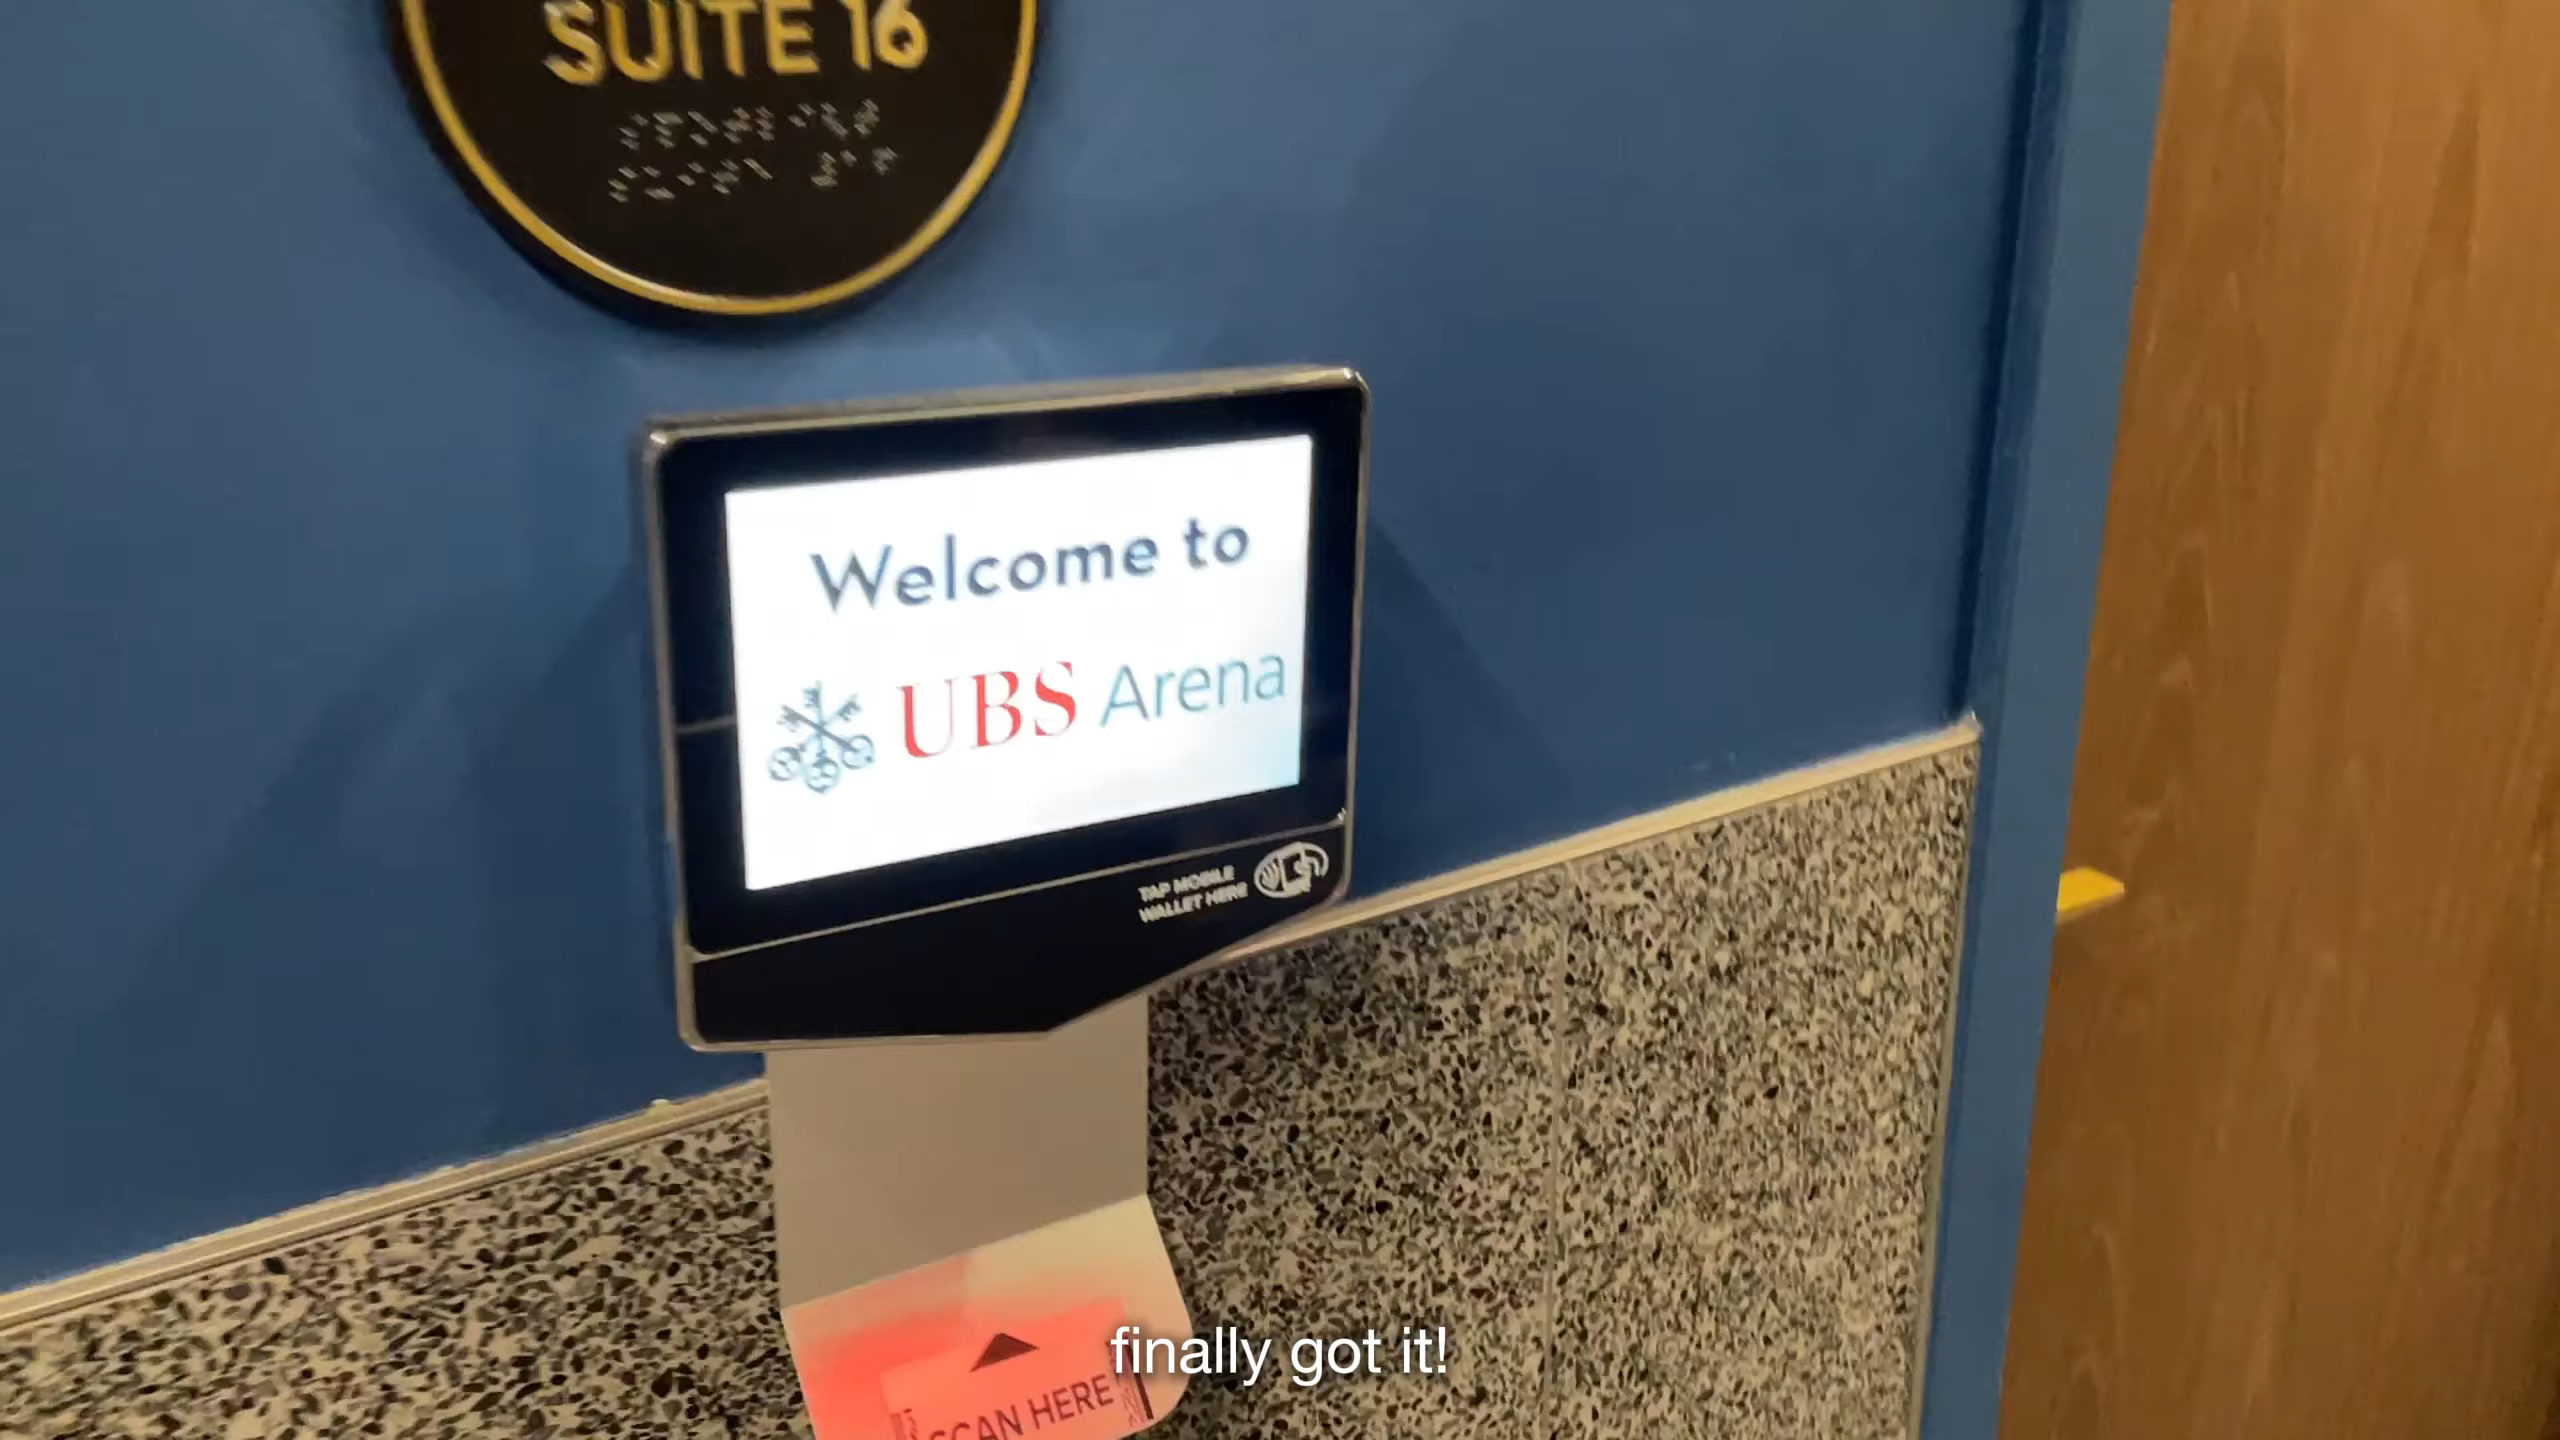 SUITE 16
Welcome to
UBS Arena
TAP MOBILE
WALLET HERE
SCAN HERE
finally got it!